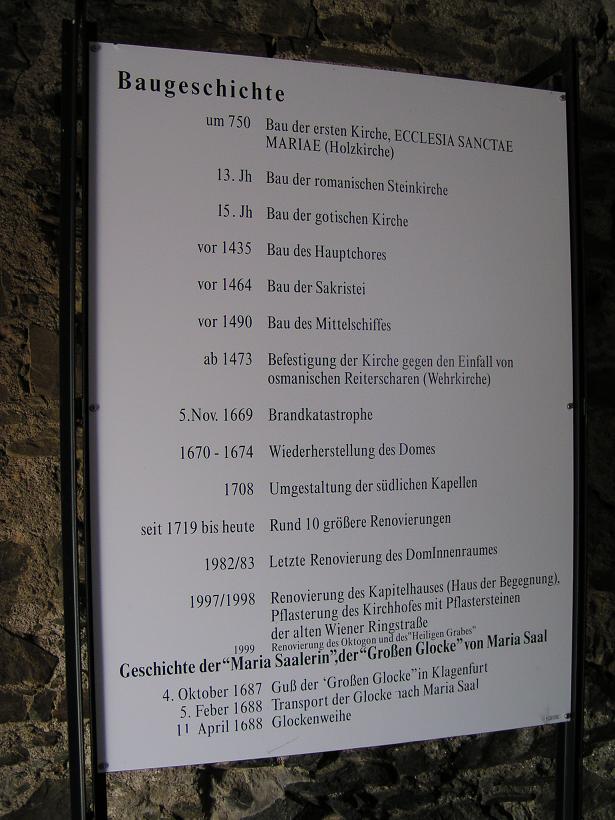 Baugeschichte
um 750 Bau der ersten Kirche, ECCLESIA SANCTAE
MARIAE (Holzkirche)
13. Jh Bau der romanischen Steinkirche
15. Jh Bau der gotischen Kirche
vor 1435 Bau des Hauptchores
vor 1464 Bau der Sakristei
vor 1490 Bau des Mittelschiffes
ab 1473 Befestigung der Kirche gegen den Einfall von
osmanischen Reiterscharen (Wehrkirche)
5.Nov. 1669 Brandkatastrophe
1670 - 1674 Wiederherstellung des Domes
1708 Umgestaltung der südlichen Kapellen
seit 1719 bis heute Rund 10 größere Renovierungen
1982/83 Letzte Renovierung des DomInnenraumes
1997/1998 Renovierung des Kapitelhauses (Haus der Begegnung),
Pflasterung des Kirchhofes mit Pflastersteinen
der alten Wiener Ringstraße
1999 Renovierung des Oktogon und des"Heiligen Grabes"
Geschichte der“Maria Saalerin”,der“Großen Glocke”von Maria Saal
4. Oktober 1687 Guß der ‘Großen Glocke”in Klagenfurt
5. Feber 1688 Transport der Glocke nach Maria Saal
11 April 1688 Glockenweihe